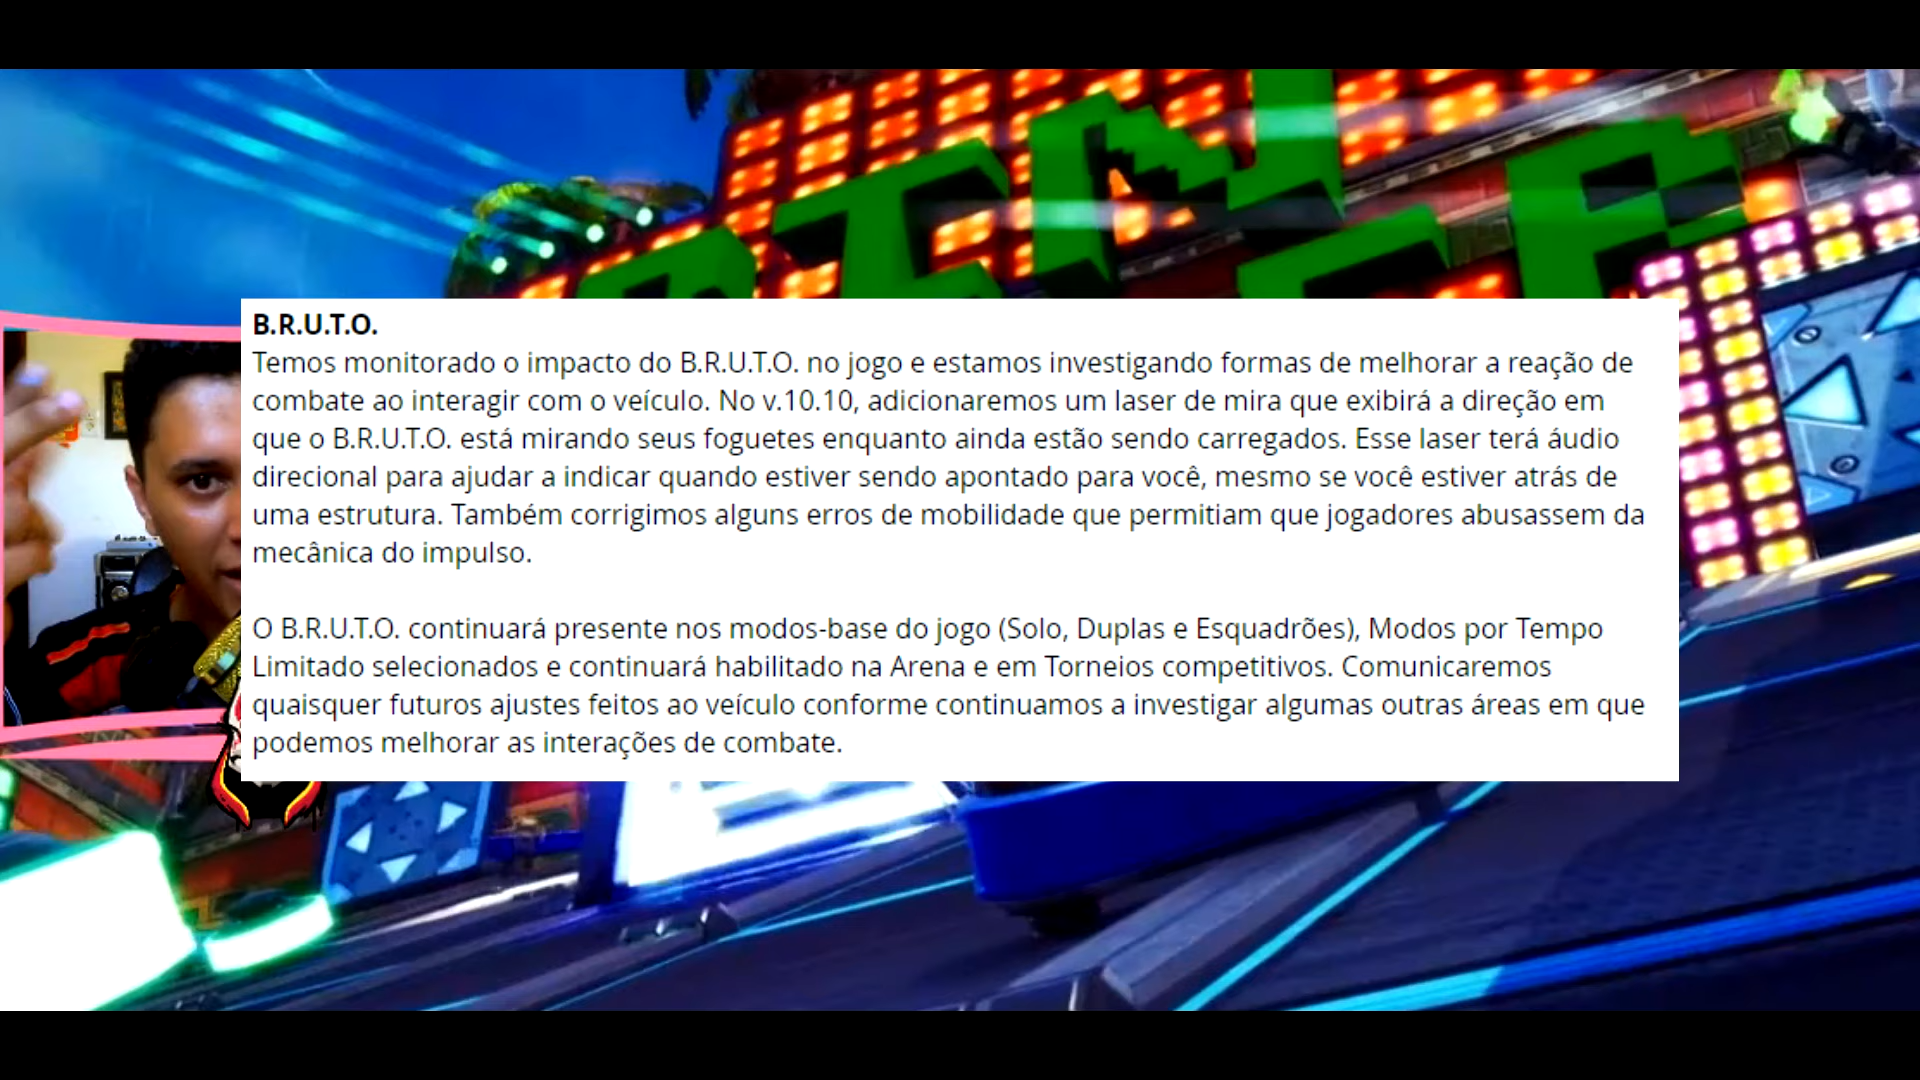 B.R.U.T.O.
Temos monitorado o impacto do B.R.U.T.O. no jogo e estamos investigando formas de melhorar a reação de
combate ao interagir com o veículo. No v.10.10, adicionaremos um laser de mira que exibirá a direção em
que o B.R.U.T.O. está mirando seus foguetes enquanto ainda estão sendo carregados. Esse laser terá áudio
direcional para ajudar a indicar quando estiver sendo apontado para você, mesmo se você estiver atrás de
uma estrutura. Também corrigimos alguns erros de mobilidade que permitiam que jogadores abusassem da
mecânica do impulso.
O B.R.U.T.O. continuará presente nos modos-base do jogo (Solo, Duplas e Esquadrões), Modos por Tempo
Limitado selecionados e continuará habilitado na Arena e em Torneios competitivos. Comunicaremos
quaisquer futuros ajustes feitos ao veículo conforme continuamos a investigar algumas outras áreas em que
podemos melhorar as interações de combate.